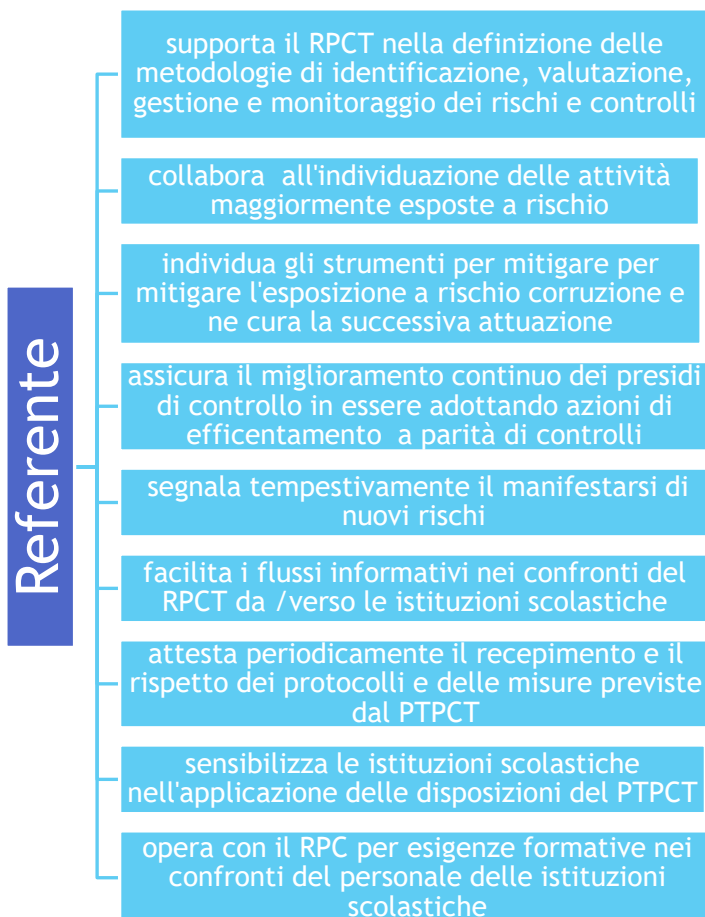 Referente
supporta il RPCT nella definizione delle
metodologie di identificazione, valutazione,
gestione e monitoraggio dei rischi e controlli
collabora  all'individuazione delle attività
maggiormente esposte a rischio
individua gli strumenti per mitigare per
mitigare l'esposizione a rischio corruzione e
ne cura la successiva attuazione
assicura il miglioramento continuo dei presidi
di controllo in essere adottando azioni di
efficentamento  a parità di controlli
segnala tempestivamente il manifestarsi di
nuovi rischi
facilita i flussi informativi nei confronti del
RPCT da /verso le istituzioni scolastiche
attesta periodicamente il recepimento e il
rispetto dei protocolli e delle misure previste
dal PTPCT
sensibilizza le istituzioni scolastiche
nell'applicazione delle disposizioni del PTPCT
opera con il RPC per esigenze formative nei
confronti del personale delle istituzioni
scolastiche